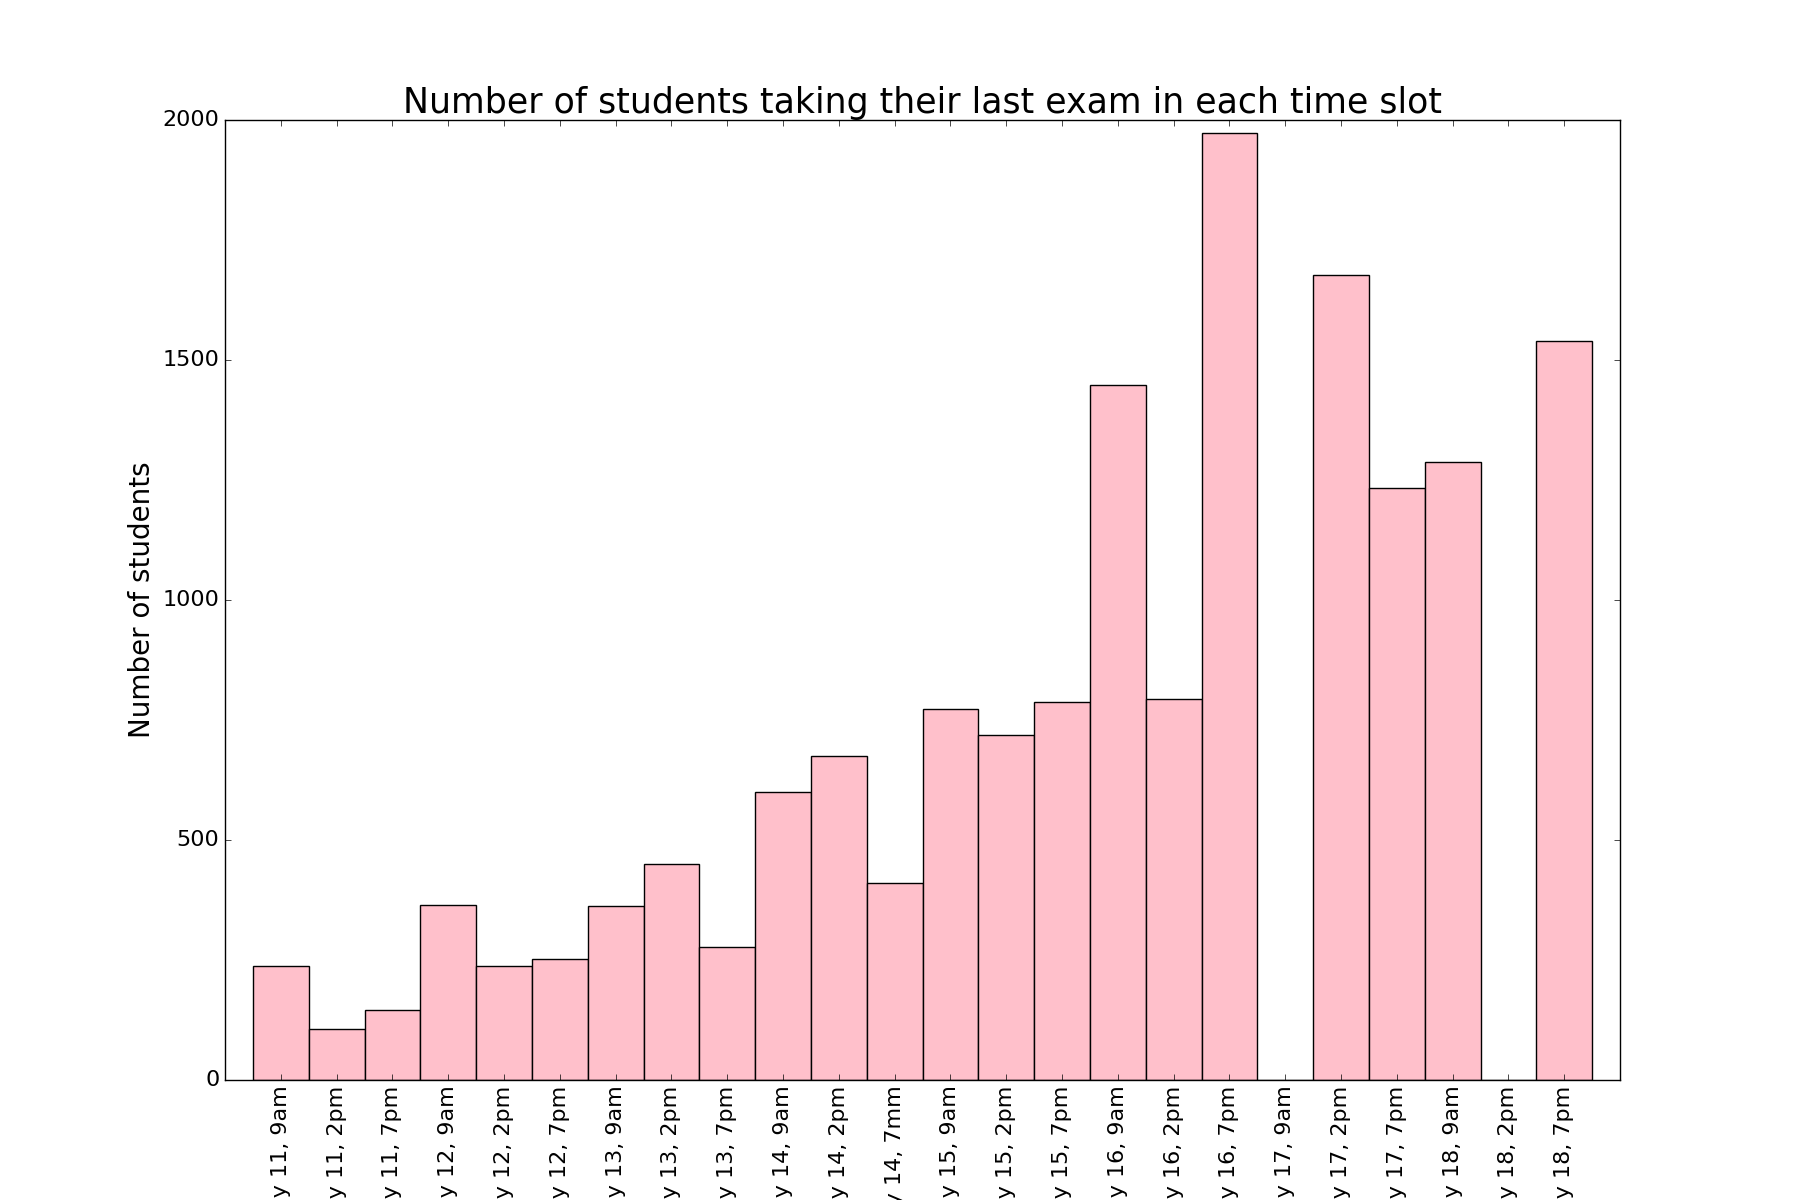 Number of students taking their last exam in each time slot
Number of students
2000
1500
1000
500
0
y 11, 9am
y 11, 2pm
y 11, 7pm
y 12, 9am
y 12, 2pm
y 12, 7pm
y 13, 9am
y 13, 2pm
y 13, 7pm
y 14, 9am
y 14, 2pm
y 14, 7mm
y 15, 9am
y 15, 2pm
y 15, 7pm
y 16, 9am
y 16, 2pm
y 16, 7pm
y 17, 9am
y 17, 2pm
y 17, 7pm
y 18, 9am
y 18, 2pm
y 18, 7pm